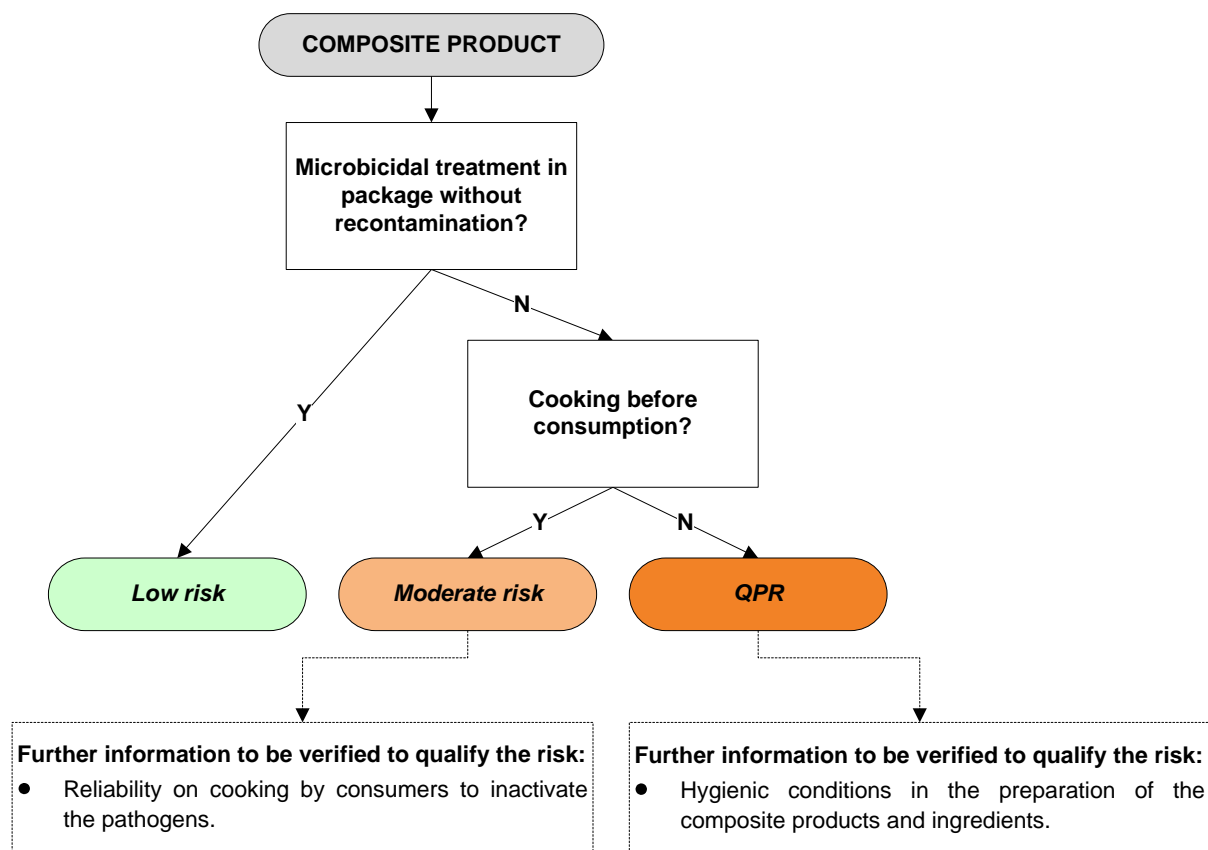 COMPOSITE PRODUCT
Microbicidal treatment in
package without
recontamination?
N
Cooking before
consumption?
Y
Y
N
Low risk
Moderate risk
QPR
Further information to be verified to qualify the risk:
● Reliability on cooking by consumers to inactivate
the pathogens.
Further information to be verified to qualify the risk:
● Hygienic conditions in the preparation of the
composite products and ingredients.